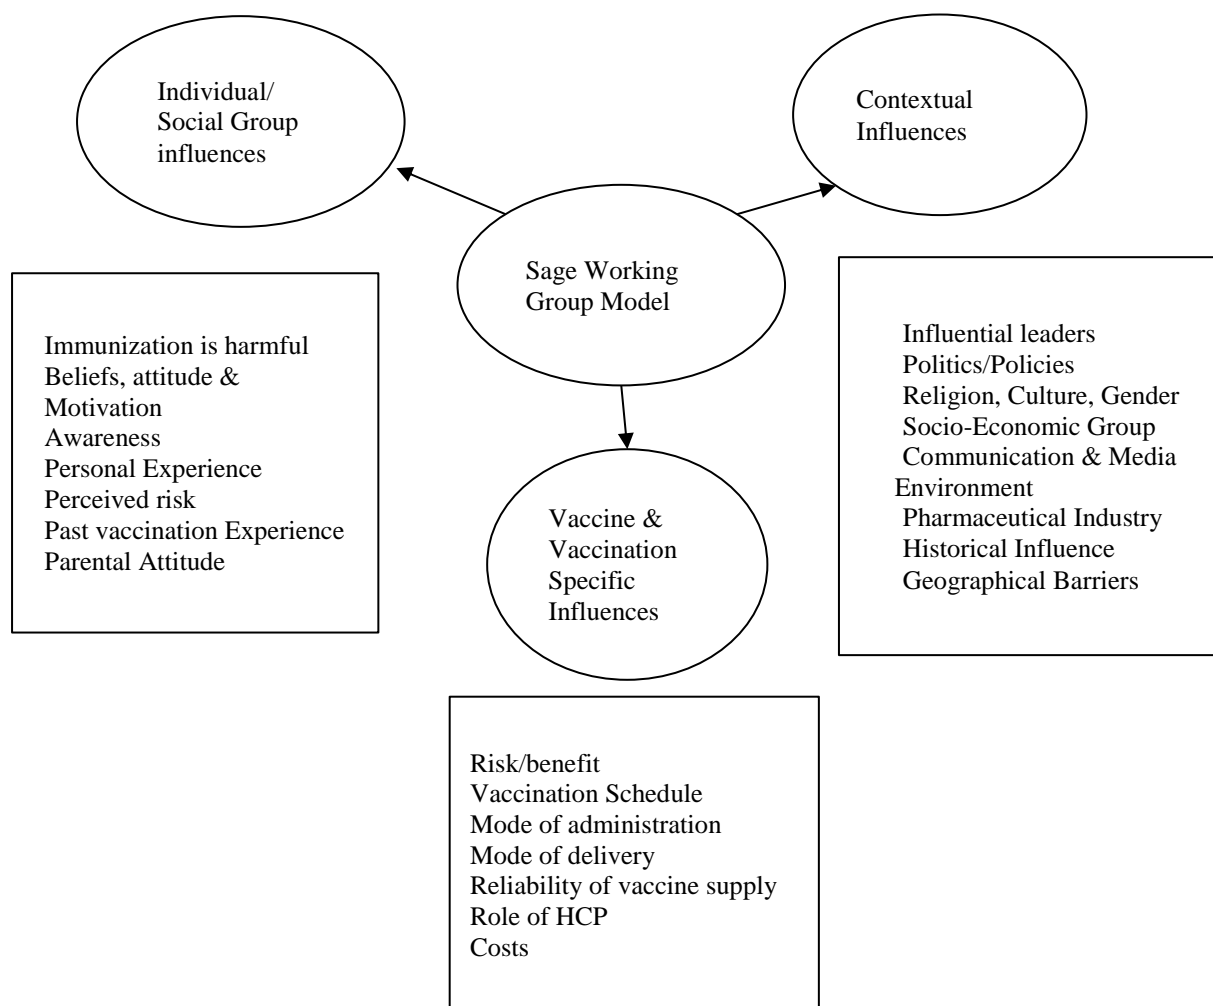 Individual/
Social Group
influences
Contextual
Influences
Sage Working
Group Model
Immunization is harmful
Beliefs, attitude &
Motivation
Awareness
Personal Experience
Perceived risk
Past vaccination Experience
Parental Attitude
Influential leaders
Politics/Policies
Religion, Culture, Gender
Socio-Economic Group
Communication & Media
Environment
Pharmaceutical Industry
Historical Influence
Geographical Barriers
Vaccine &
Vaccination
Specific
Influences
Risk/benefit
Vaccination Schedule
Mode of administration
Mode of delivery
Reliability of vaccine supply
Role of HCP
Costs